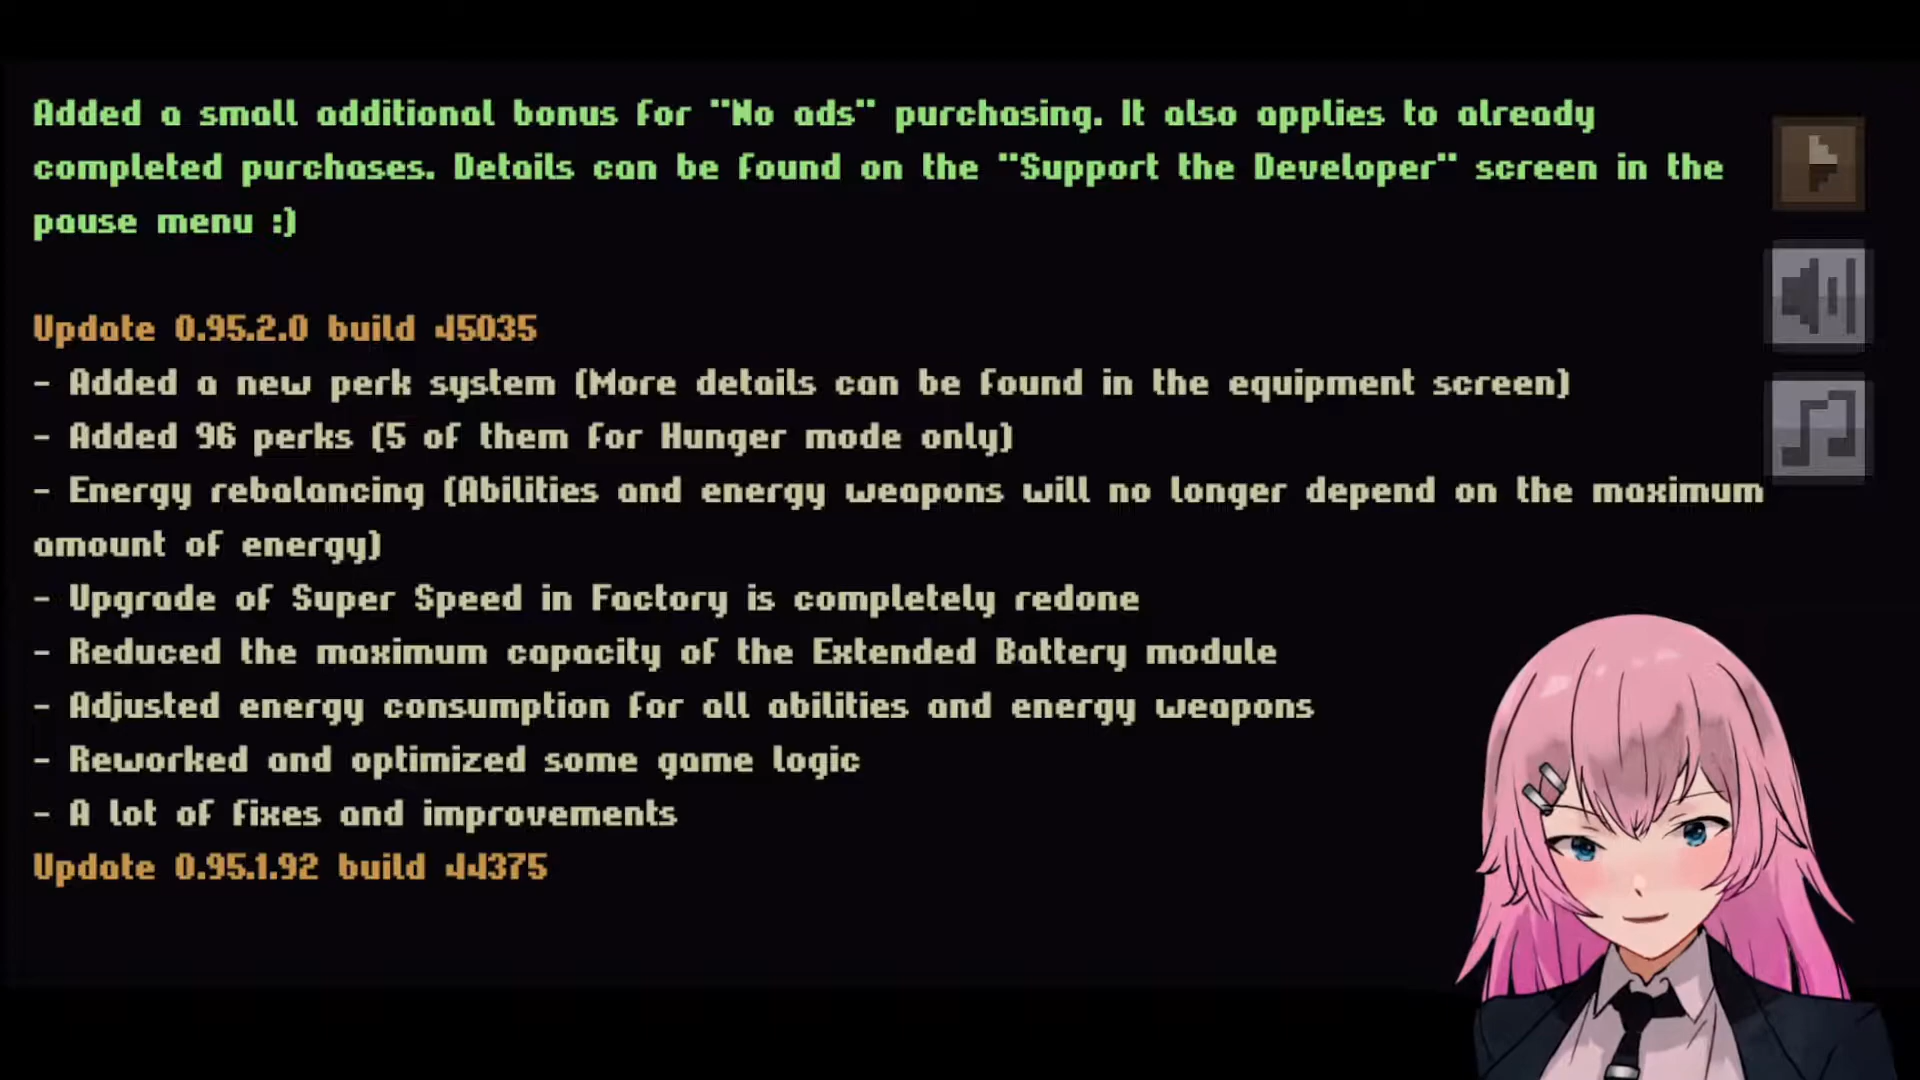 Added a small additional bonus for "No ads" purchasing. It also applies to already
completed purchases. Details can be found on the "Support the Developer" screen in the
pause menu :)
Update 0.95.2.0 build 45035
- Added a new perk system (More details can be found in the equipment screen)
- Added 96 perks (5 of them for Hunger mode only)
- Energy rebalancing (Abilities and energy weapons will no longer depend on the maximum
amount of energy)
- Upgrade of Super Speed in Factory is completely redone
- Reduced the maximum capacity of the Extended Battery module
- Adjusted energy consumption for all abilities and energy weapons
- Reworked and optimized some game logic
- A lot of fixes and improvements
Update 0.95.1.92 build 44375